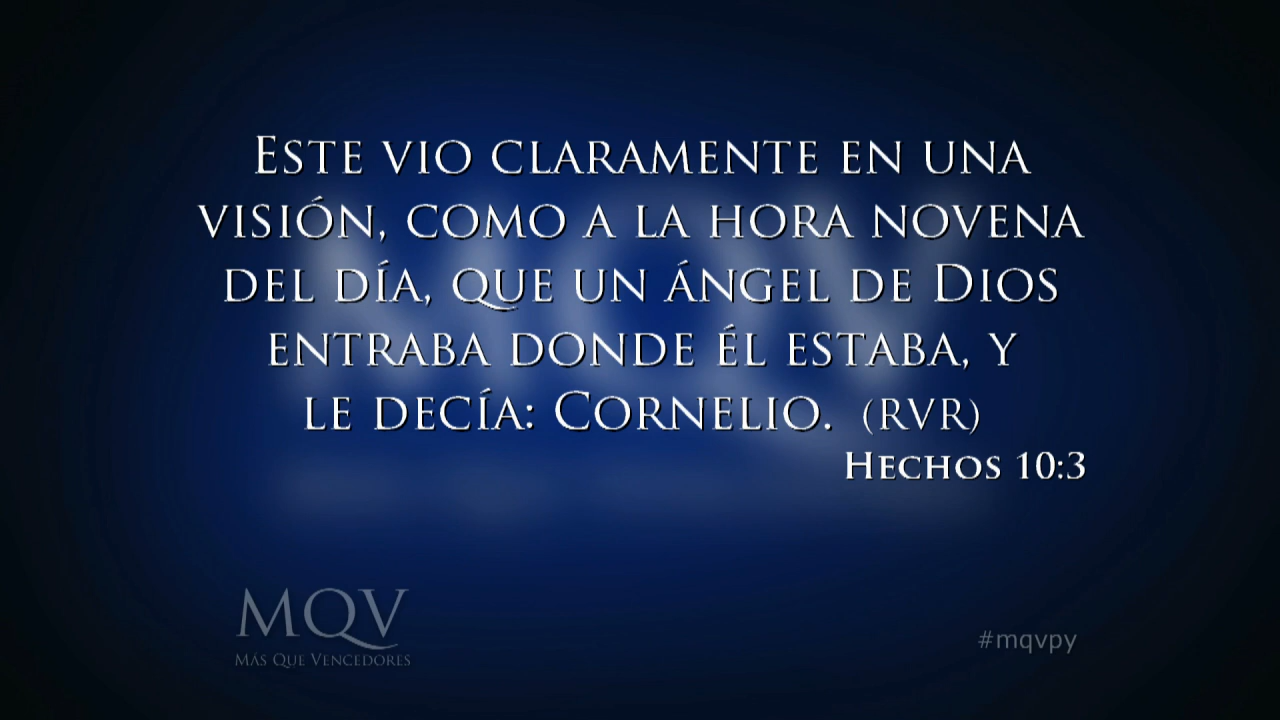 Este vio claramente en una
visión, como a la hora novena
del día, que un ángel de Dios
entraba donde él estaba, y
le decía: Cornelio. (RVR)
Hechos 10:3
MQV
Más Que Vencedores
#mqvpy